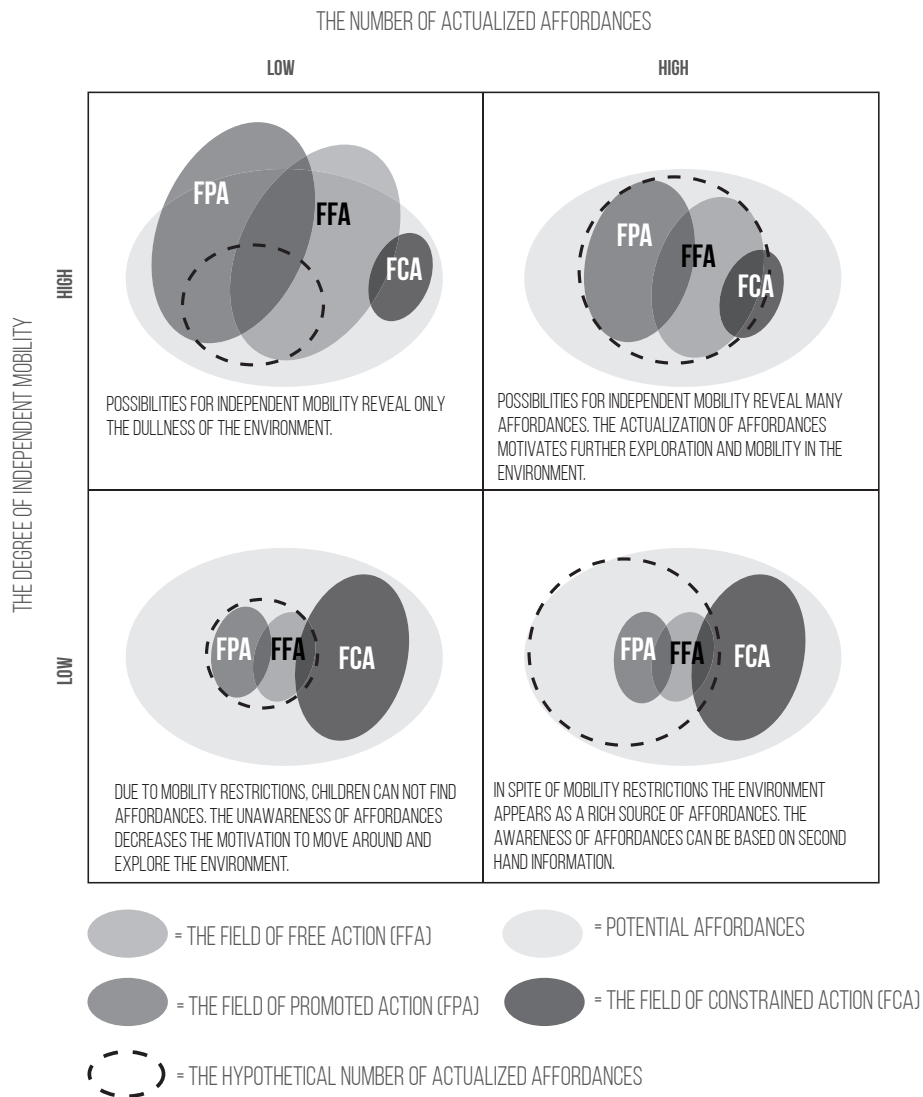 THE NUMBER OF ACTUALIZED AFFORDANCES
LOW
HIGH
THE DEGREE OF INDEPENDENT MOBILITY
HIGH
FPA
FFA
FCA
POSSIBILITIES FOR INDEPENDENT MOBILITY REVEAL ONLY
THE DULLNESS OF THE ENVIRONMENT.
FPA
FFA
FCA
POSSIBILITIES FOR INDEPENDENT MOBILITY REVEAL MANY
AFFORDANCES. THE ACTUALIZATION OF AFFORDANCES
MOTIVATES FURTHER EXPLORATION AND MOBILITY IN THE
ENVIRONMENT.
LOW
FPA
FFA
FCA
DUE TO MOBILITY RESTRICTIONS, CHILDREN CAN NOT FIND
AFFORDANCES. THE UNAWARENESS OF AFFORDANCES
DECREASES THE MOTIVATION TO MOVE AROUND AND
EXPLORE THE ENVIRONMENT.
FPA
FFA
FCA
IN SPITE OF MOBILITY RESTRICTIONS THE ENVIRONMENT
APPEARS AS A RICH SOURCE OF AFFORDANCES. THE
AWARENESS OF AFFORDANCES CAN BE BASED ON SECOND
HAND INFORMATION.
= THE FIELD OF FREE ACTION (FFA)
= POTENTIAL AFFORDANCES
= THE FIELD OF PROMOTED ACTION (FPA)
= THE FIELD OF CONSTRAINED ACTION (FCA)
= THE HYPOTHETICAL NUMBER OF ACTUALIZED AFFORDANCES